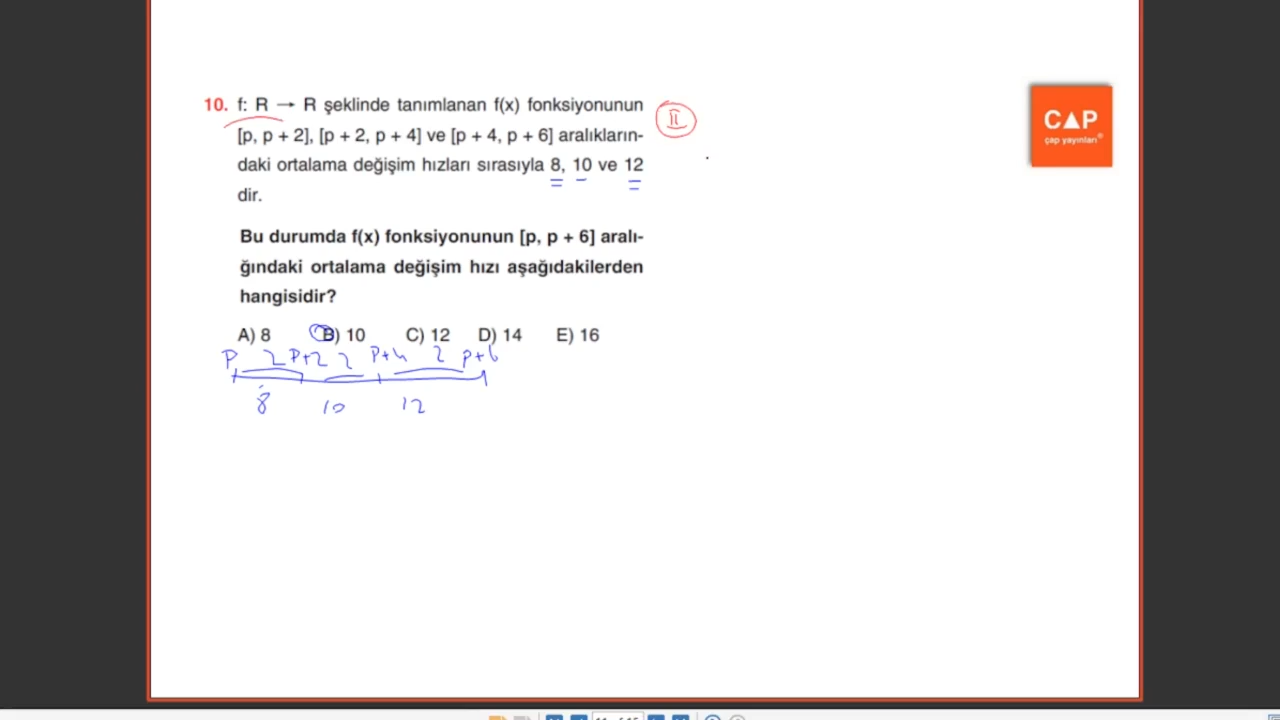 10. f: R → R şeklinde tanımlanan f(x) fonksiyonunun
[p, p + 2], [p + 2, p + 4] ve [p + 4, p + 6] aralıkların-
daki ortalama değişim hızları sırasıyla 8, 10 ve 12
dir.
II
Bu durumda f(x) fonksiyonunun [p, p + 6] aralı-
ğındaki ortalama değişim hızı aşağıdakilerden
hangisidir?
A) 8 B) 10 C) 12 D) 14 E) 16
P 2 P+2 2 P+4 2 P+6
8 10 12
CAP
çap yayınları®